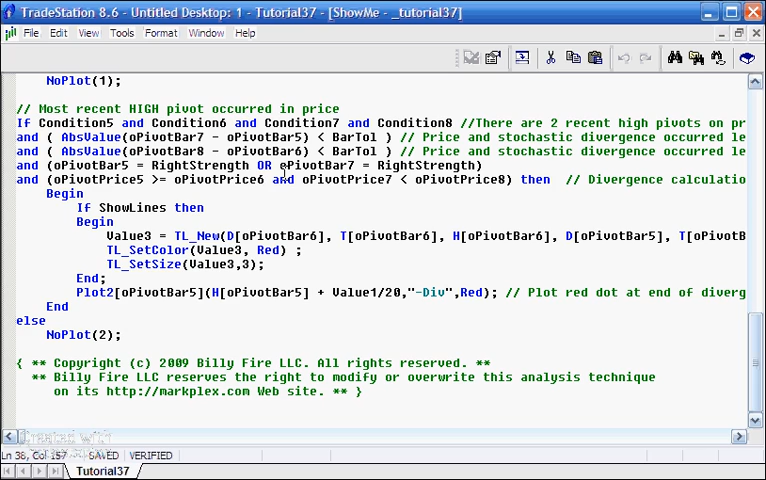 TradeStation 8.6 - Untitled Desktop: 1 - Tutorial37 - [ShowMe - _tutorial37]
File Edit View Tools Format Window Help
NoPlot(1);
// Most recent HIGH pivot occurred in price
If Condition5 and Condition6 and Condition7 and Condition8 //There are 2 recent high pivots on pr
and ( AbsValue(oPivotBar7 - oPivotBar5) < BarTol ) // Price and stochastic divergence occurred le
and ( AbsValue(oPivotBar8 - oPivotBar6) < BarTol ) // Price and stochastic divergence occurred le
and (oPivotBar5 = RightStrength OR oPivotBar7 = RightStrength)
and (oPivotPrice5 >= oPivotPrice6 and oPivotPrice7 < oPivotPrice8) then // Divergence calculatio
Begin
If ShowLines then
Begin
Value3 = TL_New(D[oPivotBar6], T[oPivotBar6], H[oPivotBar6], D[oPivotBar5], T[oPivotB
TL_SetColor(Value3, Red) ;
TL_SetSize(Value3,3);
End;
Plot2[oPivotBar5](H[oPivotBar5] + Value1/20,"-Div",Red); // Plot red dot at end of diverg
End
else
NoPlot(2);
{ ** Copyright (c) 2009 Billy Fire LLC. All rights reserved. **
** Billy Fire LLC reserves the right to modify or overwrite this analysis technique
on its http://markplex.com Web site. ** }
Created with
Ln 38, Col 157 SAVED VERIFIED
Tutorial37